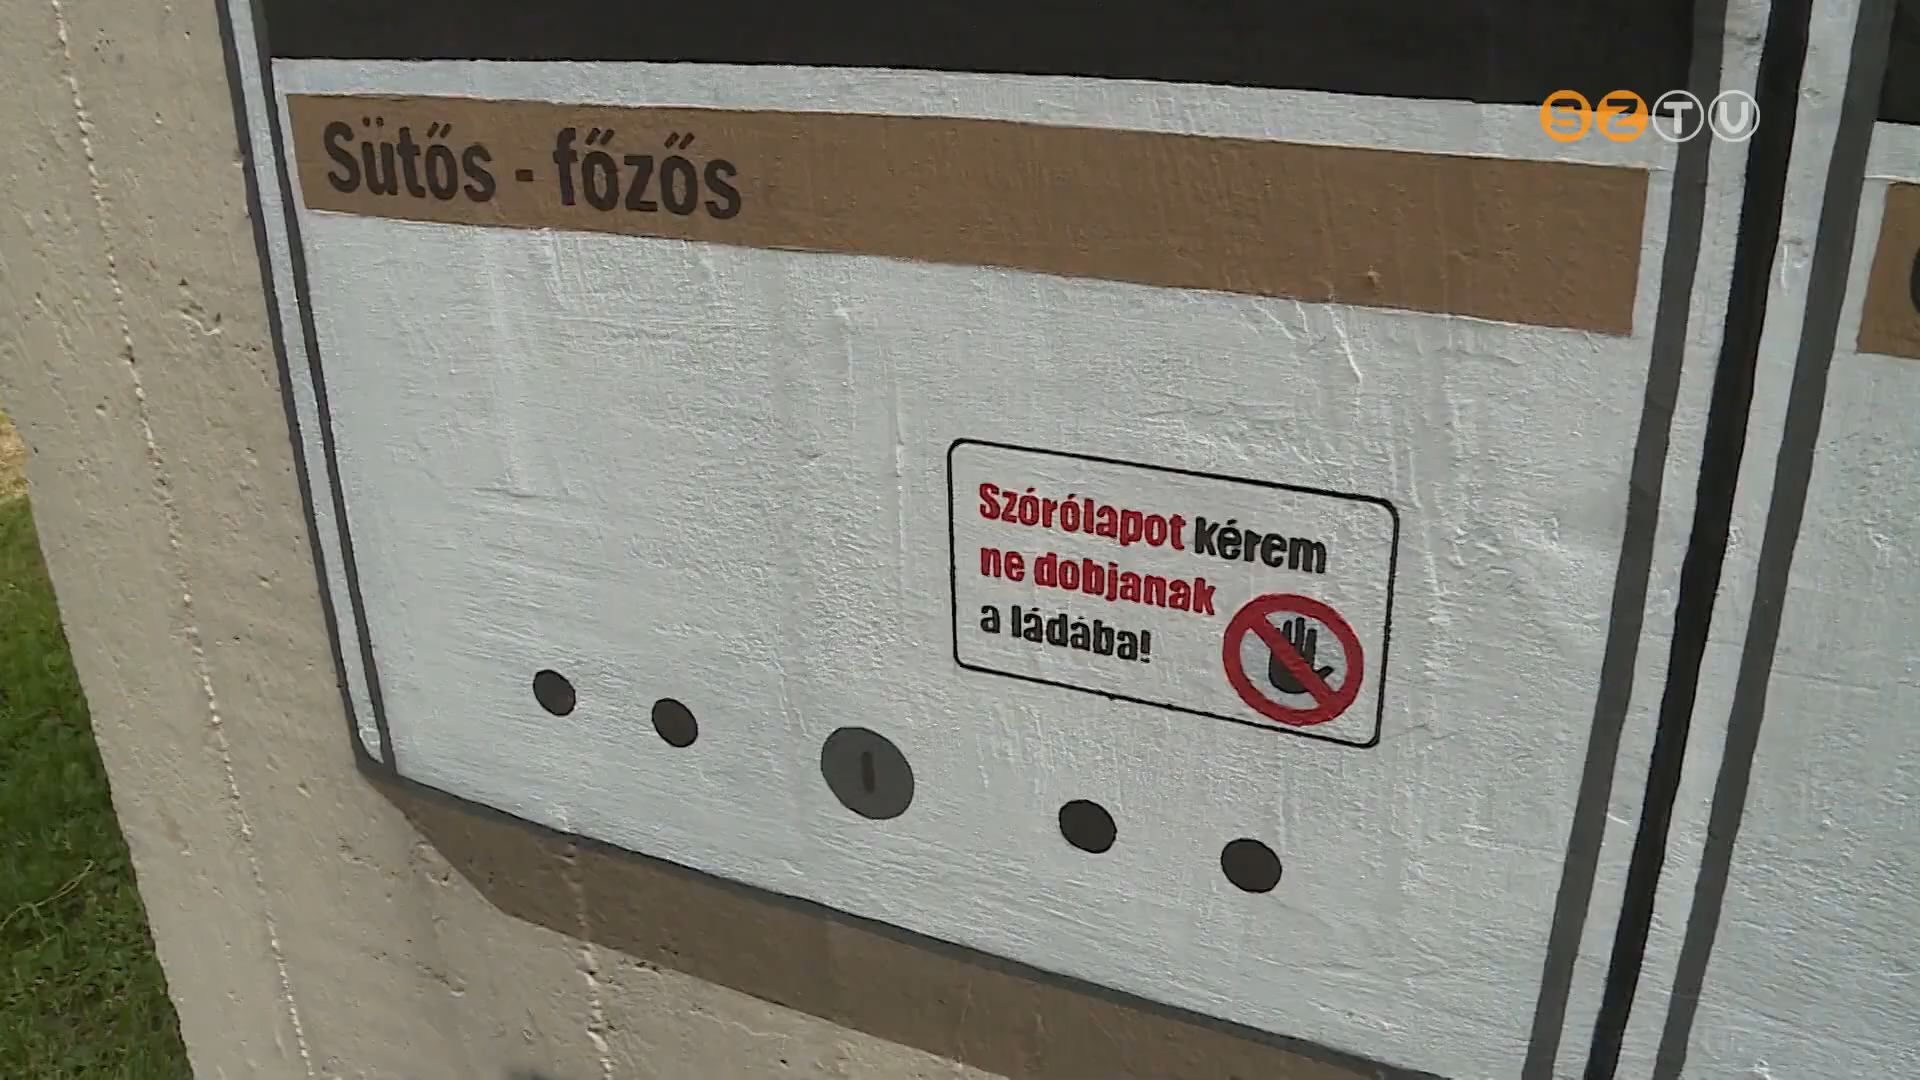 SZTV
Sütős - főzős
Szórólapot kérem
ne dobjanak
a ládába!